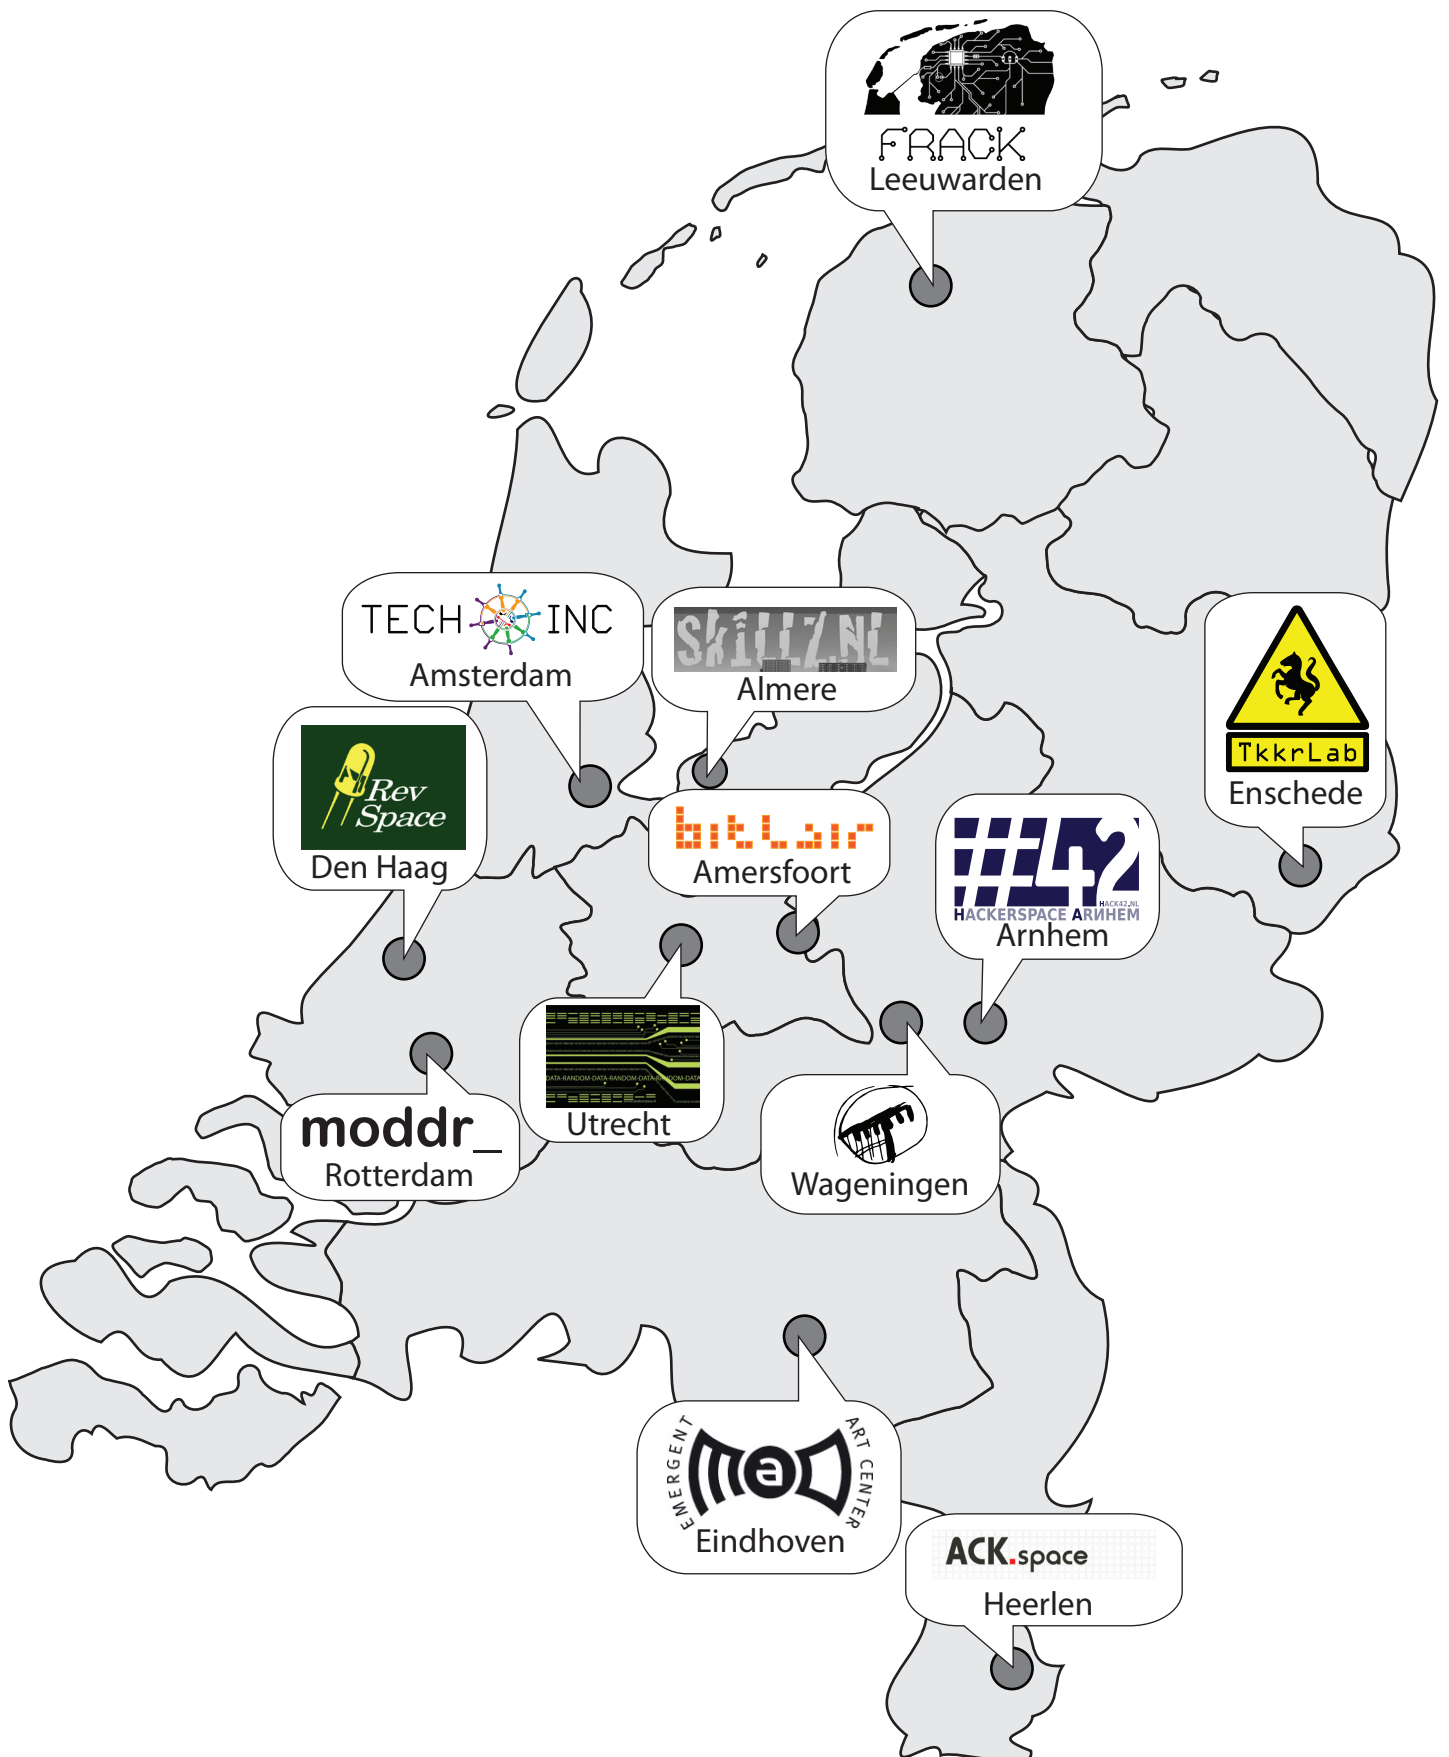 FRACK
Leeuwarden
TECH INC
Amsterdam
SkillZ.NL
Almere
TkkrLab
Enschede
Rev
Space
Den Haag
bitLair
Amersfoort
#42
HACK42.NL
HACKERSPACE ARNHEM
Arnhem
DATA-RANDOM-DATA-RANDOM-DATA-RANDOM-DATA
Utrecht
moddr_
Rotterdam
Wageningen
EMERGENT
mad
ART CENTER
Eindhoven
ACK.space
Heerlen